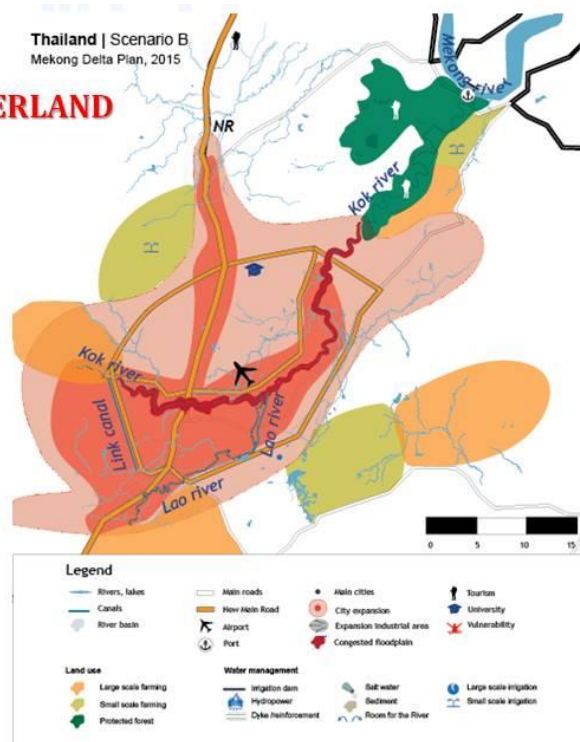 Thailand | Scenario B
Mekong Delta Plan, 2015
ERLAND
Mekong river
NR
Kok river
Kok river
Link canal
Lao river
Lao river
0 5 10 15
Legend
Rivers, lakes
Canals
River basin
Main roads
New Main Road
Airport
Port
Main cities
City expansion
Expansion industrial area
Congested floodplain
Tourism
University
Vulnerability
Land use
Large scale farming
Small scale farming
Protected forest
Water management
Irrigation dam
Hydropower
Dyke /reinforcement
Salt water
Sediment
Room for the River
Large scale irrigation
Small scale irrigation